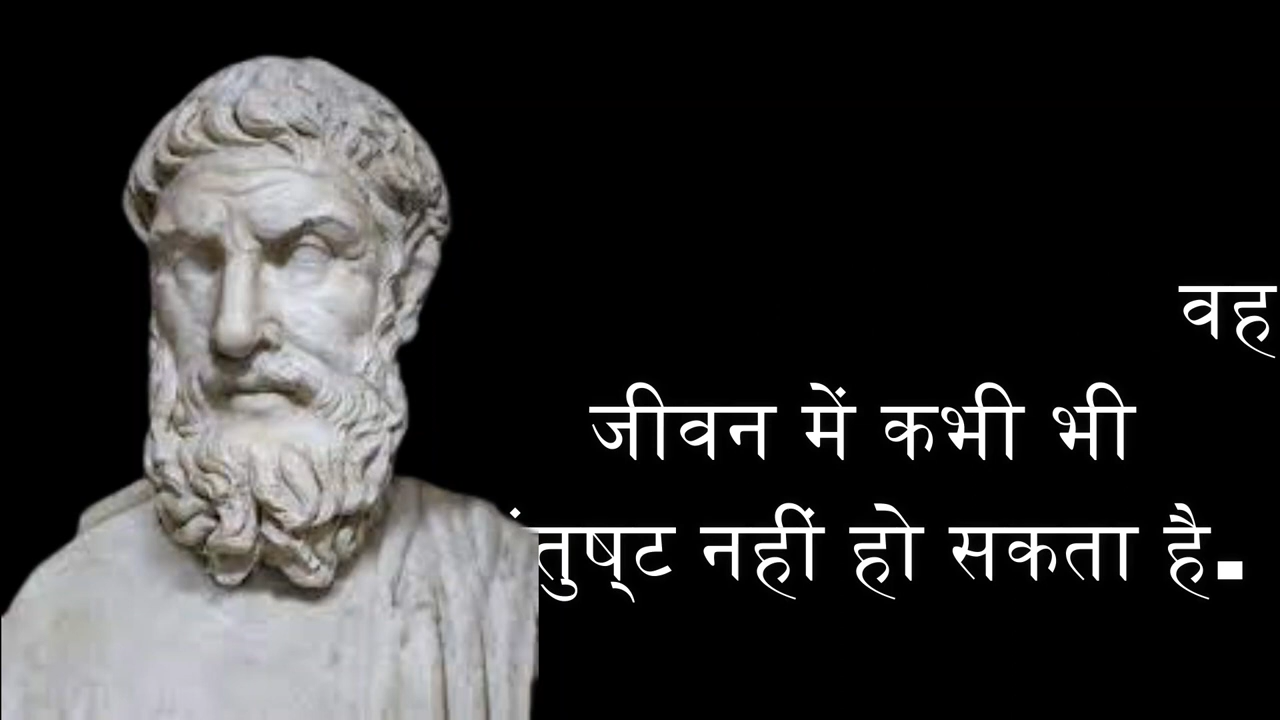 वह
जीवन में कभी भी
नहीं हो सकता है.